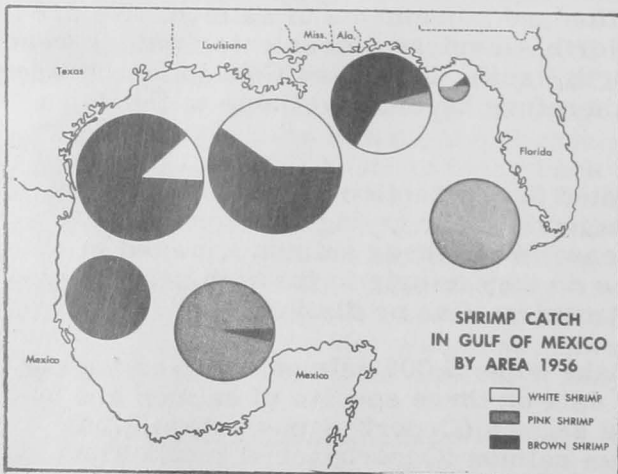 Miss. Ala.
Louisiana
Texas
Florida
SHRIMP CATCH
IN GULF OF MEXICO
BY AREA 1956
Mexico
Mexico
WHITE SHRIMP
PINK SHRIMP
BROWN SHRIMP